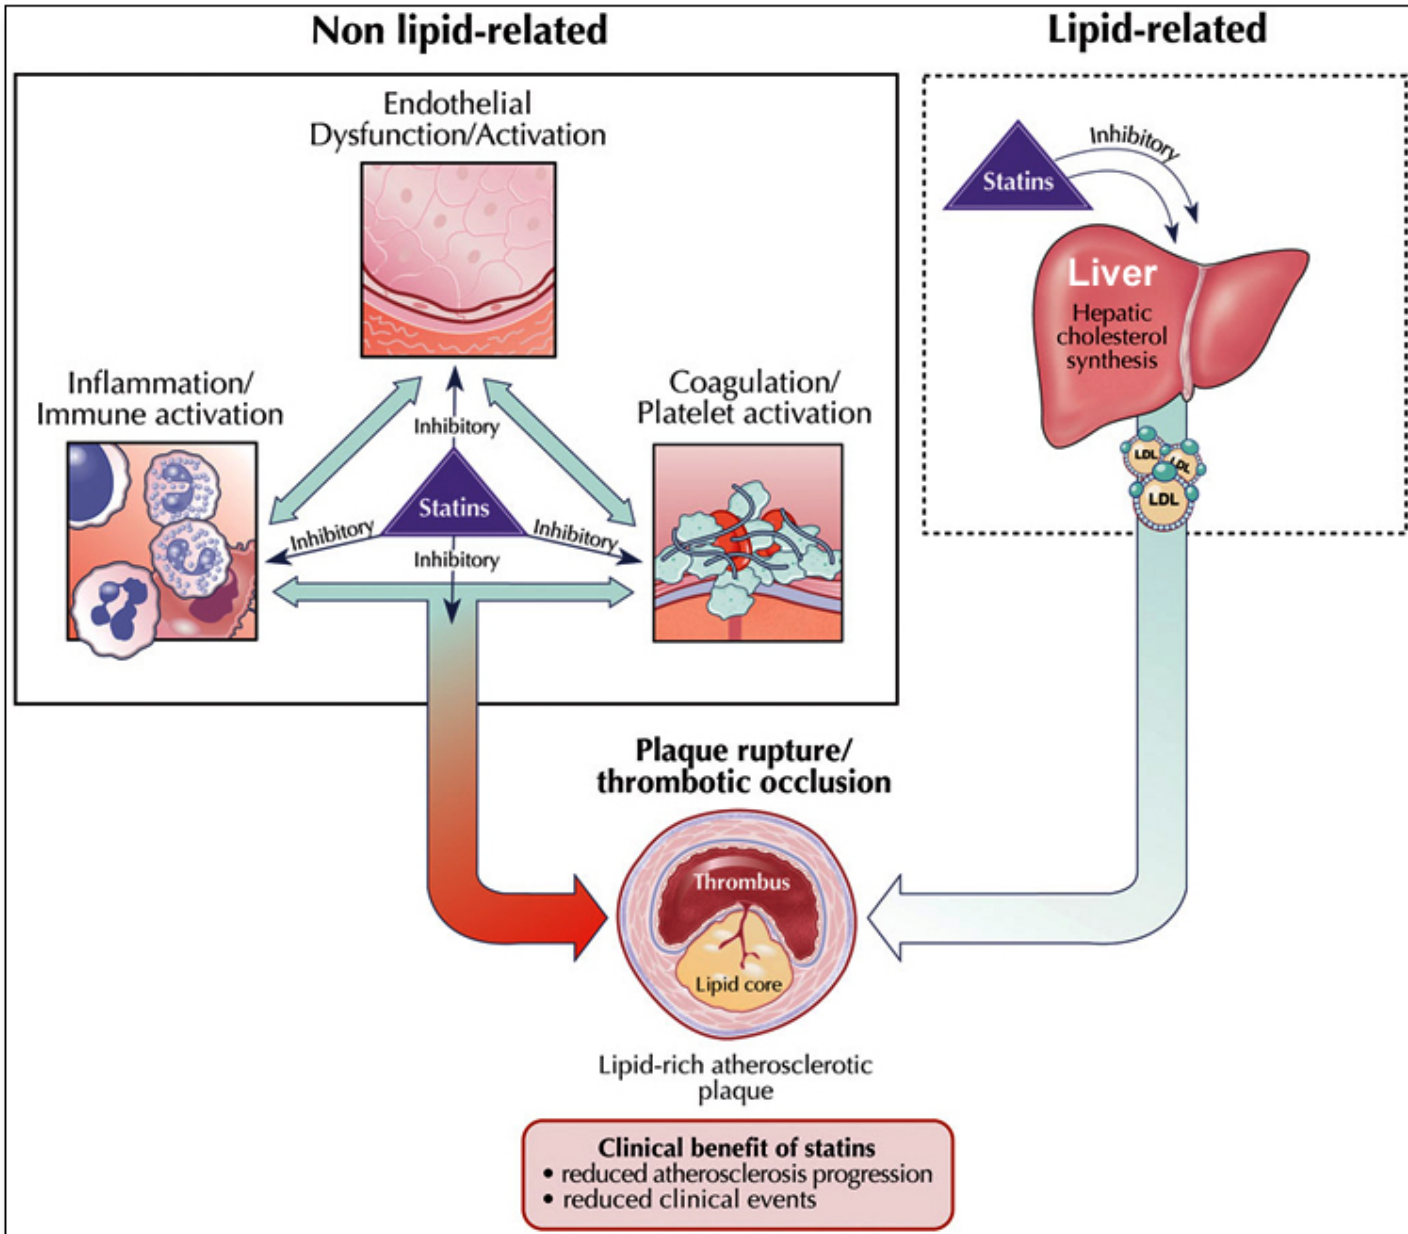 Non lipid-related
Lipid-related
Endothelial
Dysfunction/Activation
Inhibitory
Statins
Liver
Hepatic
cholesterol
synthesis
Inflammation/
Immune activation
Coagulation/
Platelet activation
Inhibitory
Statins
Inhibitory
Inhibitory
Inhibitory
LDL
LDL
LDL
Plaque rupture/
thrombotic occlusion
Thrombus
Lipid core
Lipid-rich atherosclerotic
plaque
Clinical benefit of statins
• reduced atherosclerosis progression
• reduced clinical events